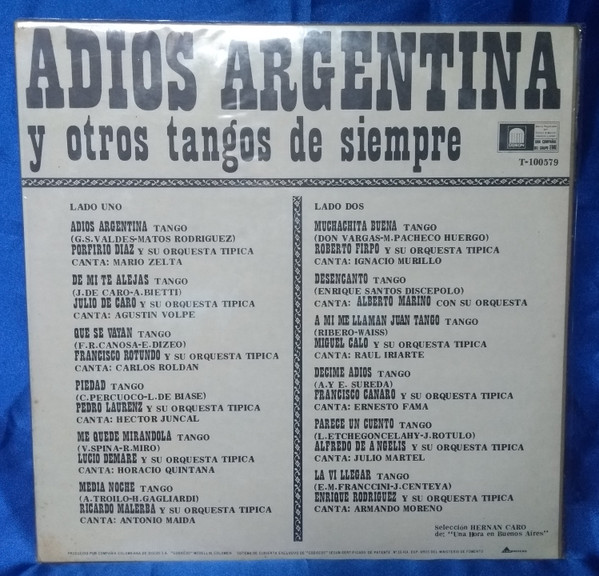 ADIOS ARGENTINA
y otros tangos de siempre
ODEON
T-100579
LADO UNO
ADIOS ARGENTINA TANGO
(G.S.VALDES-MATOS RODRIGUEZ)
PORFIRIO DIAZ Y SU ORQUESTA TIPICA
CANTA: MARIO ZELTA
DE MI TE ALEJAS TANGO
(J.DE CARO-A.BIETTI)
JULIO DE CARO Y SU ORQUESTA TIPICA
CANTA: AGUSTIN VOLPE
QUE SE VAYAN TANGO
(F.R.CANOSA-E.DIZEO)
FRANCISCO ROTUNDO Y SU ORQUESTA TIPICA
CANTA: CARLOS ROLDAN
PIEDAD TANGO
(C.PERCUOCO-L.DE BIASE)
PEDRO LAURENZ Y SU ORQUESTA TIPICA
CANTA: HECTOR JUNCAL
ME QUEDE MIRANDOLA TANGO
(V.SPINA-R.MIRO)
LUCIO DEMARE Y SU ORQUESTA TIPICA
CANTA: HORACIO QUINTANA
MEDIA NOCHE TANGO
(A.TROILO-H.GAGLIARDI)
RICARDO MALERBA Y SU ORQUESTA TIPICA
CANTA: ANTONIO MAIDA
LADO DOS
MUCHACHITA BUENA TANGO
(DON VARGAS-M.PACHECO HUERGO)
ROBERTO FIRPO Y SU ORQUESTA TIPICA
CANTA: IGNACIO MURILLO
DESENCANTO TANGO
(ENRIQUE SANTOS DISCEPOLO)
CANTA: ALBERTO MARINO CON SU ORQUESTA
A MI ME LLAMAN JUAN TANGO TANGO
(RIBERO-WAISS)
MIGUEL CALO Y SU ORQUESTA TIPICA
CANTA: RAUL IRIARTE
DECIME ADIOS TANGO
(A.Y E. SUREDA)
FRANCISCO CANARO Y SU ORQUESTA TIPICA
CANTA: ERNESTO FAMA
PARECE UN CUENTO TANGO
(L.ETCHEGONCELAHY-J.ROTULO)
ALFREDO DE ANGELIS Y SU ORQUESTA TIPICA
CANTA: JULIO MARTEL
LA VI LLEGAR TANGO
(E.M.FRANCCINI-J.CENTEYA)
ENRIQUE RODRIGUEZ Y SU ORQUESTA TIPICA
CANTA: ARMANDO MORENO
Selección HERNAN CARO
de: "Una Hora en Buenos Aires"